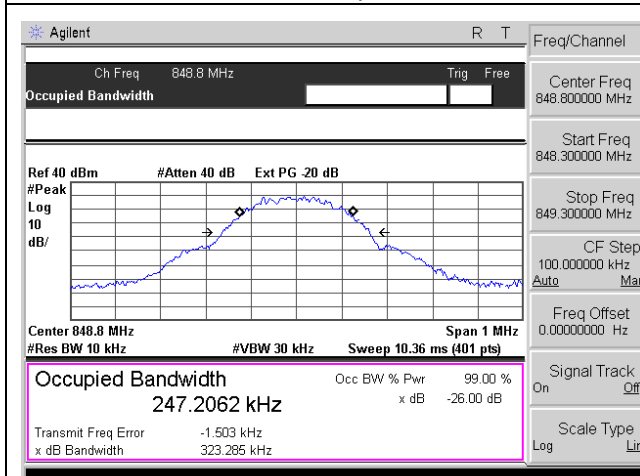 Agilent R T
Freq/Channel
Ch Freq 848.8 MHz Trig Free
Occupied Bandwidth
Center Freq
848.800000 MHz
Start Freq
848.300000 MHz
Stop Freq
849.300000 MHz
CF Step
100.000000 kHz
Auto Man
Freq Offset
0.00000000 Hz
Signal Track
On Off
Scale Type
Log Lin
Ref 40 dBm #Atten 40 dB Ext PG -20 dB
#Peak
Log
10
dB/
Center 848.8 MHz Span 1 MHz
#Res BW 10 kHz #VBW 30 kHz Sweep 10.36 ms (401 pts)
Occupied Bandwidth Occ BW % Pwr 99.00 %
247.2062 kHz x dB -26.00 dB
Transmit Freq Error -1.503 kHz
x dB Bandwidth 323.285 kHz